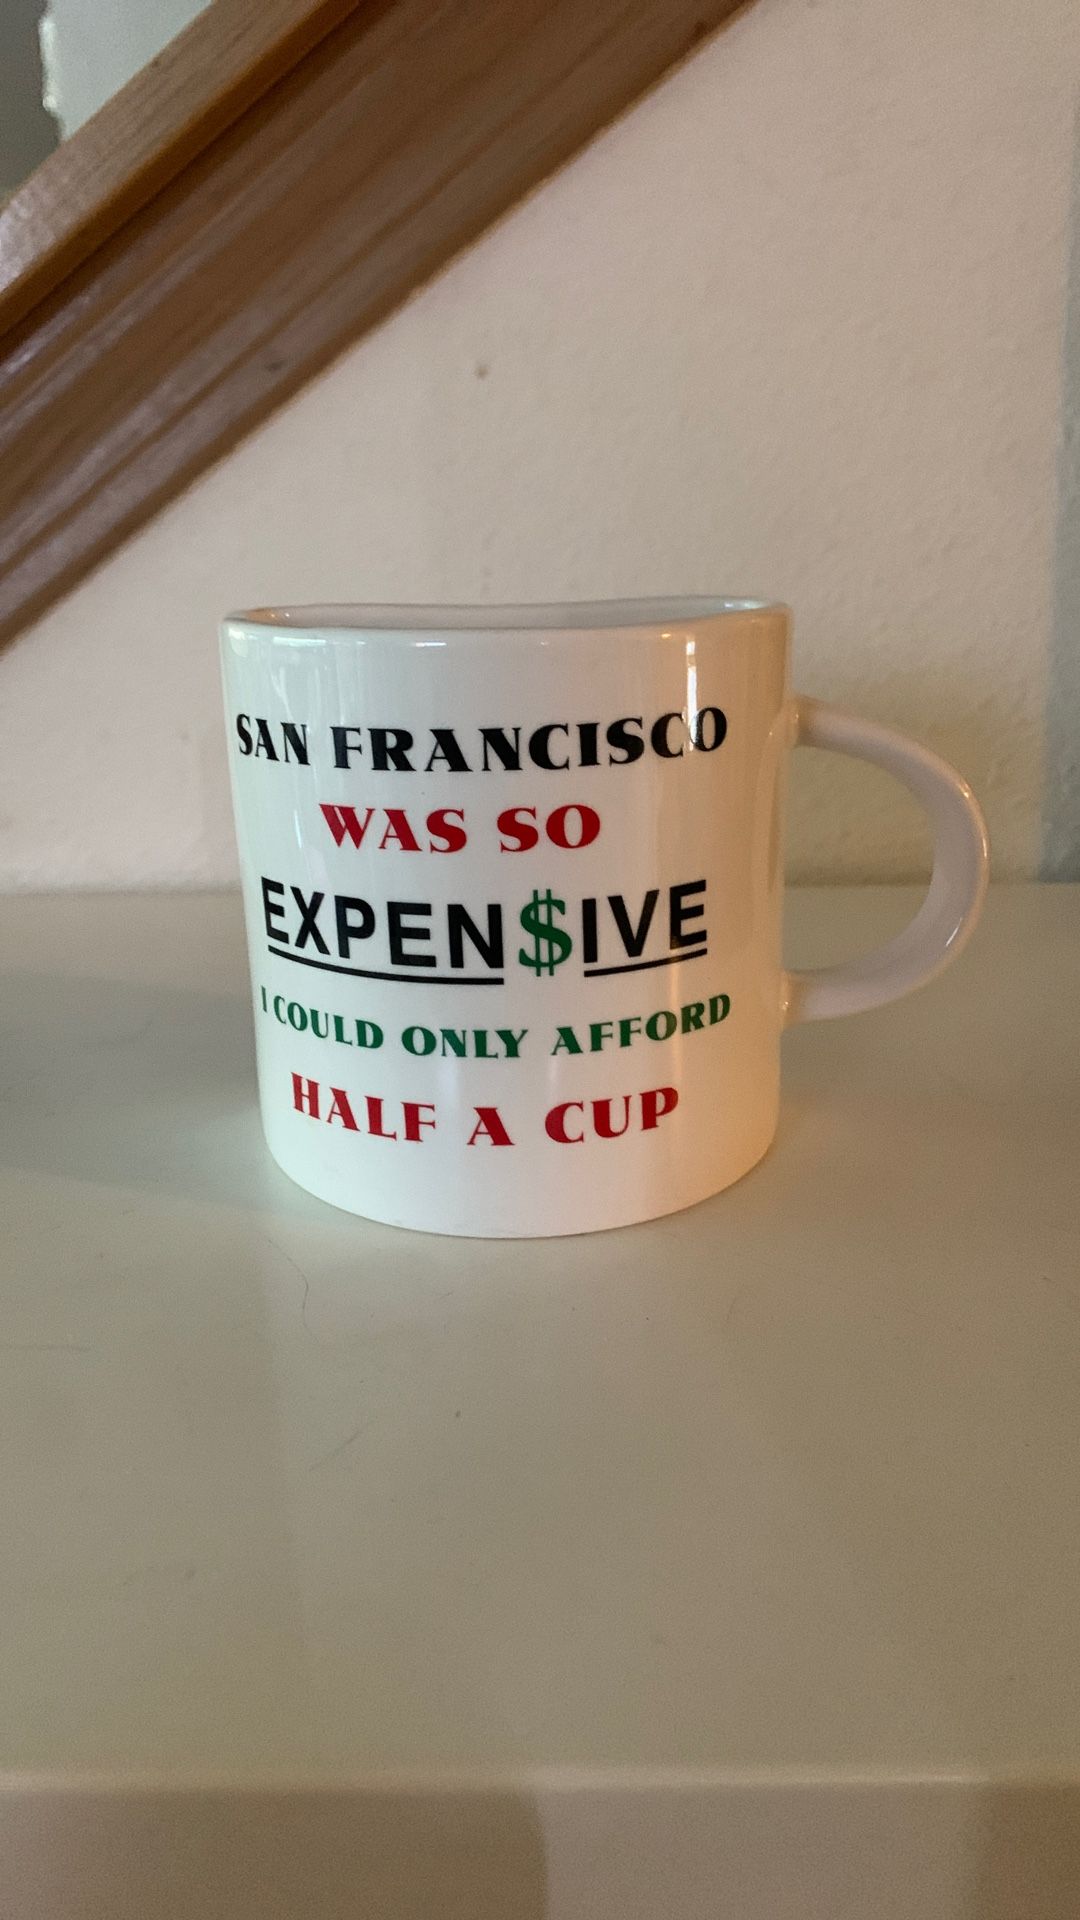 SAN FRANCISCO
WAS SO
EXPEN$IVE
I COULD ONLY AFFORD
HALF A CUP